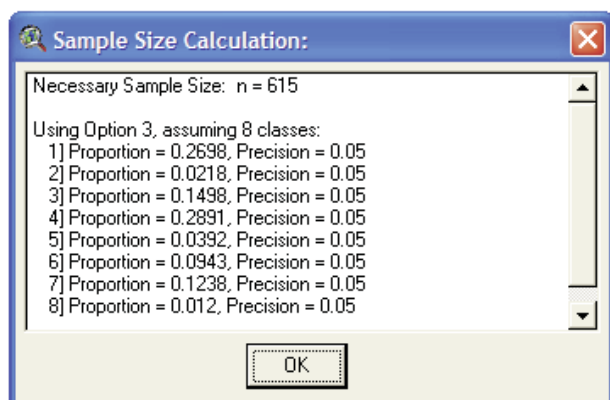 Sample Size Calculation:
Necessary Sample Size: n = 615
Using Option 3, assuming 8 classes:
1] Proportion = 0.2698, Precision = 0.05
2] Proportion = 0.0218, Precision = 0.05
3] Proportion = 0.1498, Precision = 0.05
4] Proportion = 0.2891, Precision = 0.05
5] Proportion = 0.0392, Precision = 0.05
6] Proportion = 0.0943, Precision = 0.05
7] Proportion = 0.1238, Precision = 0.05
8] Proportion = 0.012, Precision = 0.05
OK